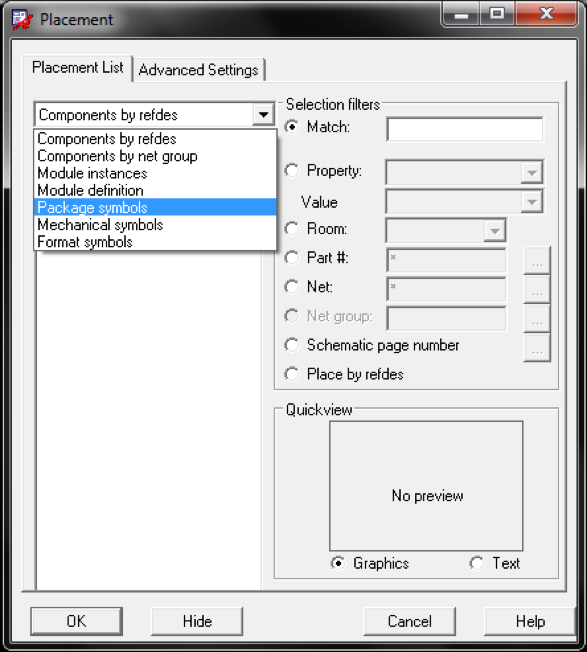 Placement
Placement List
Advanced Settings
Components by refdes
Components by refdes
Components by net group
Module instances
Module definition
Package symbols
Mechanical symbols
Format symbols
Selection filters
Match:
Property:
Value
Room:
Part #:
*
...
Net:
*
...
Net group:
...
Schematic page number
...
Place by refdes
Quickview
No preview
Graphics
Text
OK
Hide
Cancel
Help